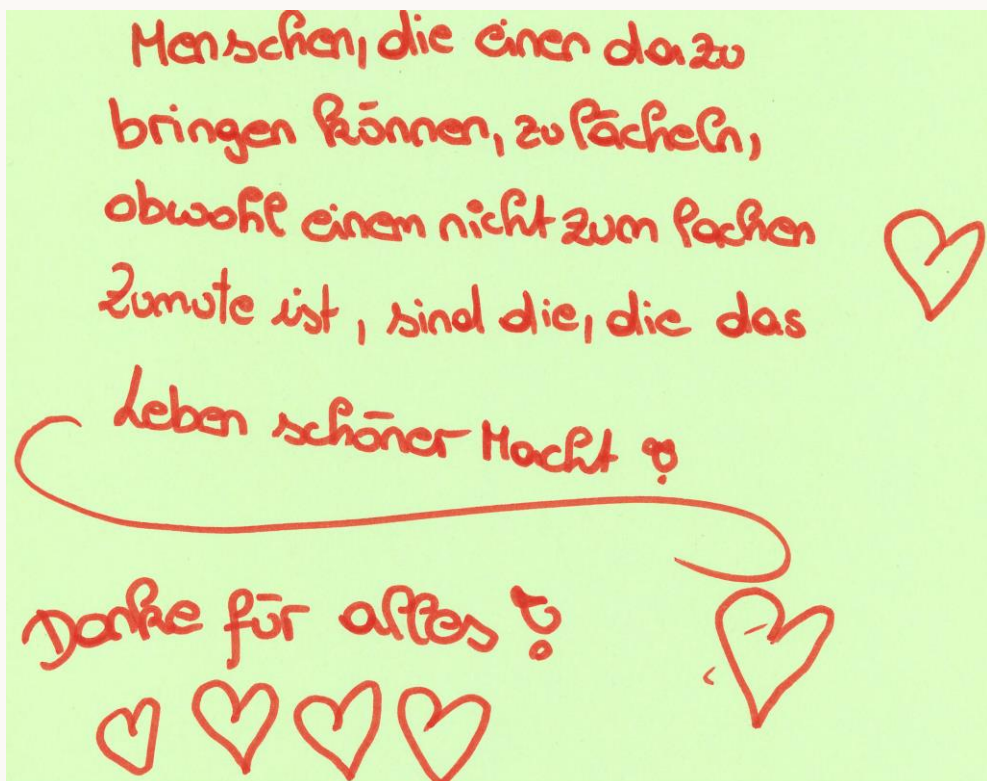 Menschen, die einen dazu
bringen können, zu lächeln,
obwohl einem nicht zum lachen
Zumute ist, sind die, die das
Leben schöner Macht !
Danke für alles !